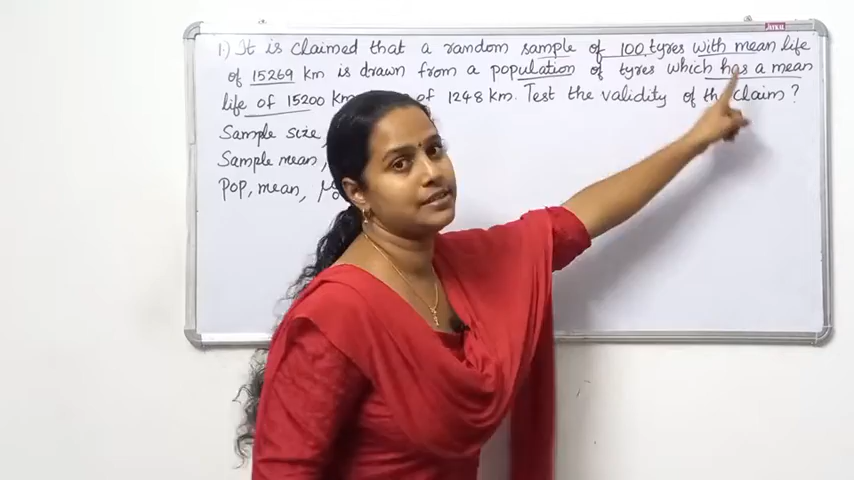 1.) It is claimed that a random sample of 100 tyres with mean life
of 15269 km is drawn from a population of tyres which has a mean
life of 15200 km of 1248 km. Test the validity of the claim ?
Sample size,
Sample mean,
Pop, mean, μ₀